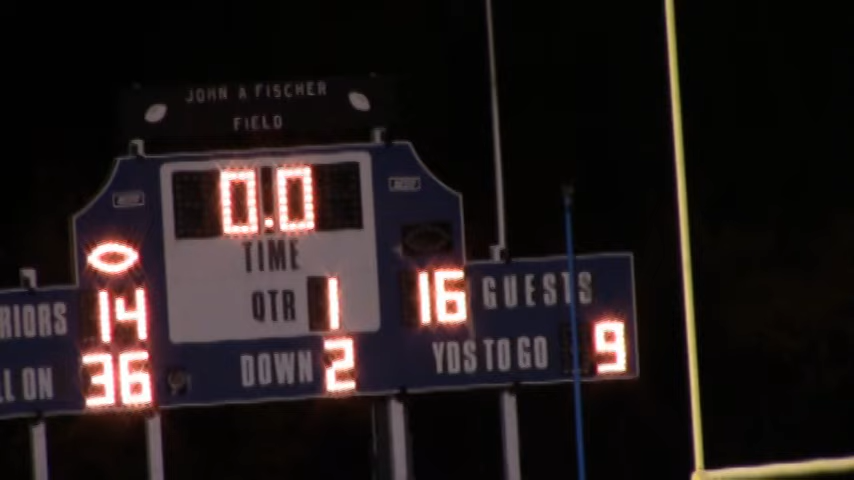 JOHN A FISCHER
FIELD
0.0
TIME
RIORS 14 QTR 1 16 GUESTS
LL ON 36 DOWN 2 YDS TO GO 9